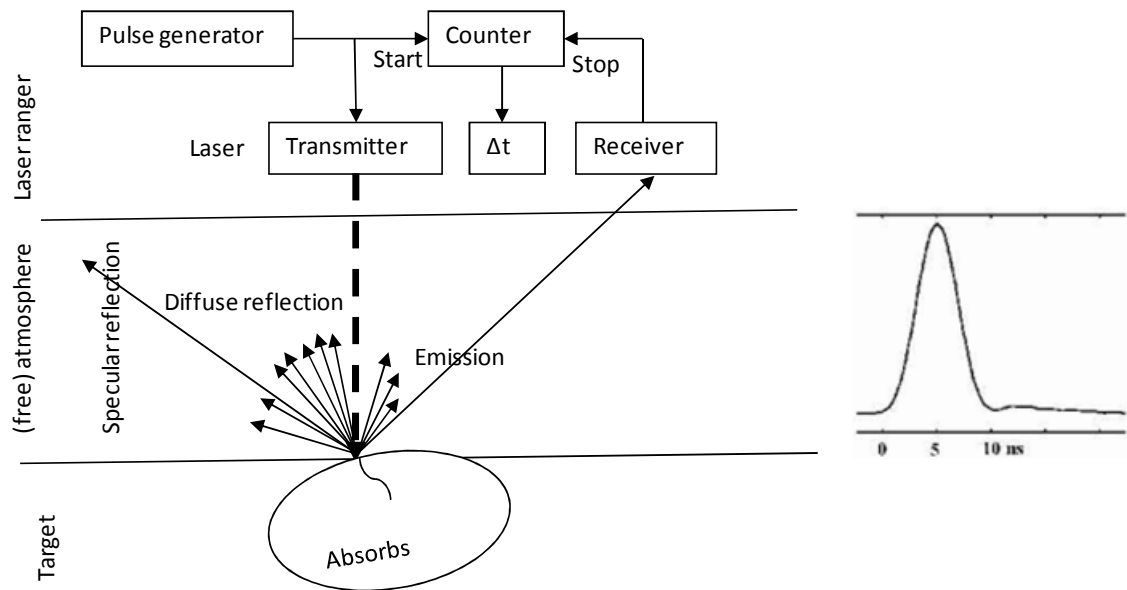 Pulse generator
Counter
Start
Stop
Laser ranger
Laser
Transmitter
Δt
Receiver
(free) atmosphere
Specular reflection
Diffuse reflection
Emission
0 5 10 ns
Target
Absorbs